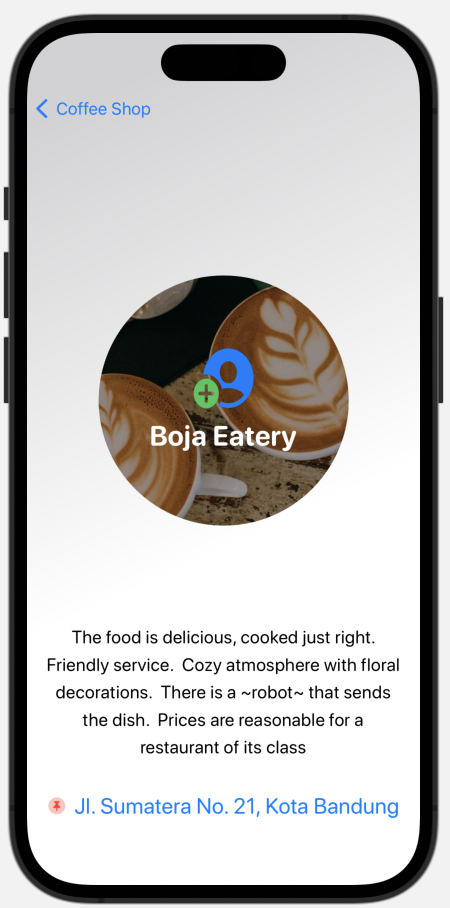 Coffee Shop
Boja Eatery
The food is delicious, cooked just right.
Friendly service.  Cozy atmosphere with floral
decorations.  There is a ~robot~ that sends
the dish.  Prices are reasonable for a
restaurant of its class
Jl. Sumatera No. 21, Kota Bandung